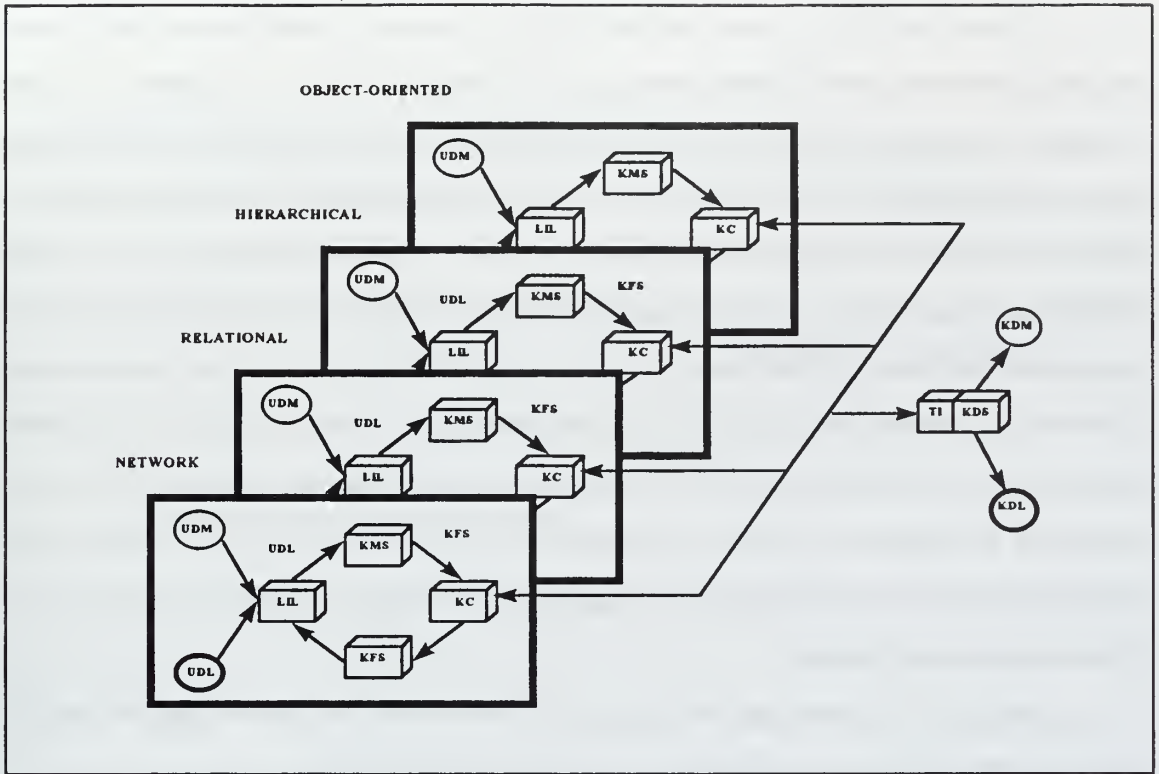 OBJECT-ORIENTED
UDM
KMS
LIL
KC
HIERARCHICAL
UDM
UDL
KMS
KFS
LIL
KC
RELATIONAL
UDM
UDL
KMS
KFS
LIL
KC
NETWORK
UDM
UDL
KMS
KFS
LIL
KC
KFS
UDL
KDM
TI
KDS
KDL